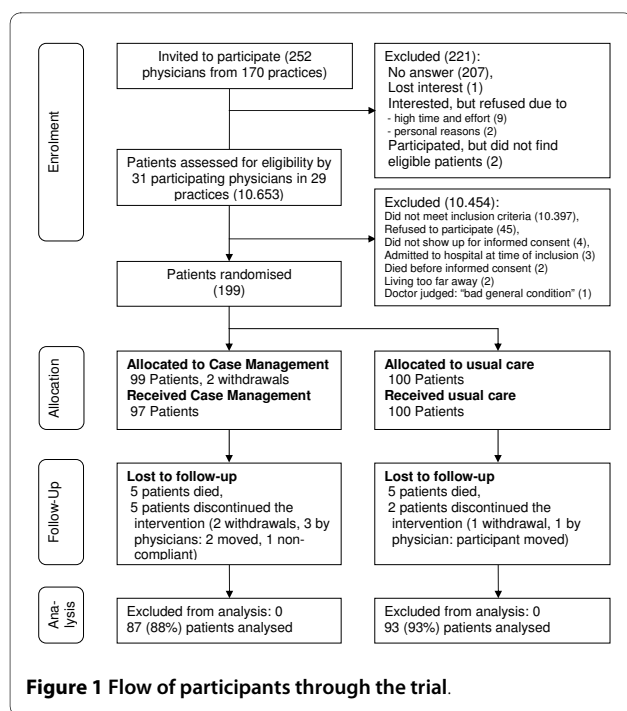 Enrolment
Invited to participate (252
physicians from 170 practices)
Excluded (221):
No answer (207),
Lost interest (1)
Interested, but refused due to
- high time and effort (9)
- personal reasons (2)
Participated, but did not find
eligible patients (2)
Patients assessed for eligibility by
31 participating physicians in 29
practices (10.653)
Excluded (10.454):
Did not meet inclusion criteria (10.397),
Refused to participate (45),
Did not show up for informed consent (4),
Admitted to hospital at time of inclusion (3)
Died before informed consent (2)
Living too far away (2)
Doctor judged: "bad general condition" (1)
Patients randomised
(199)
Allocation
Allocated to Case Management
99 Patients, 2 withdrawals
Received Case Management
97 Patients
Allocated to usual care
100 Patients
Received usual care
100 Patients
Follow-Up
Lost to follow-up
5 patients died,
5 patients discontinued the
intervention (2 withdrawals, 3 by
physicians: 2 moved, 1 non-
compliant)
Lost to follow-up
5 patients died,
2 patients discontinued the
intervention (1 withdrawal, 1 by
physician: participant moved)
Ana-
lysis
Excluded from analysis: 0
87 (88%) patients analysed
Excluded from analysis: 0
93 (93%) patients analysed
Figure 1 Flow of participants through the trial.